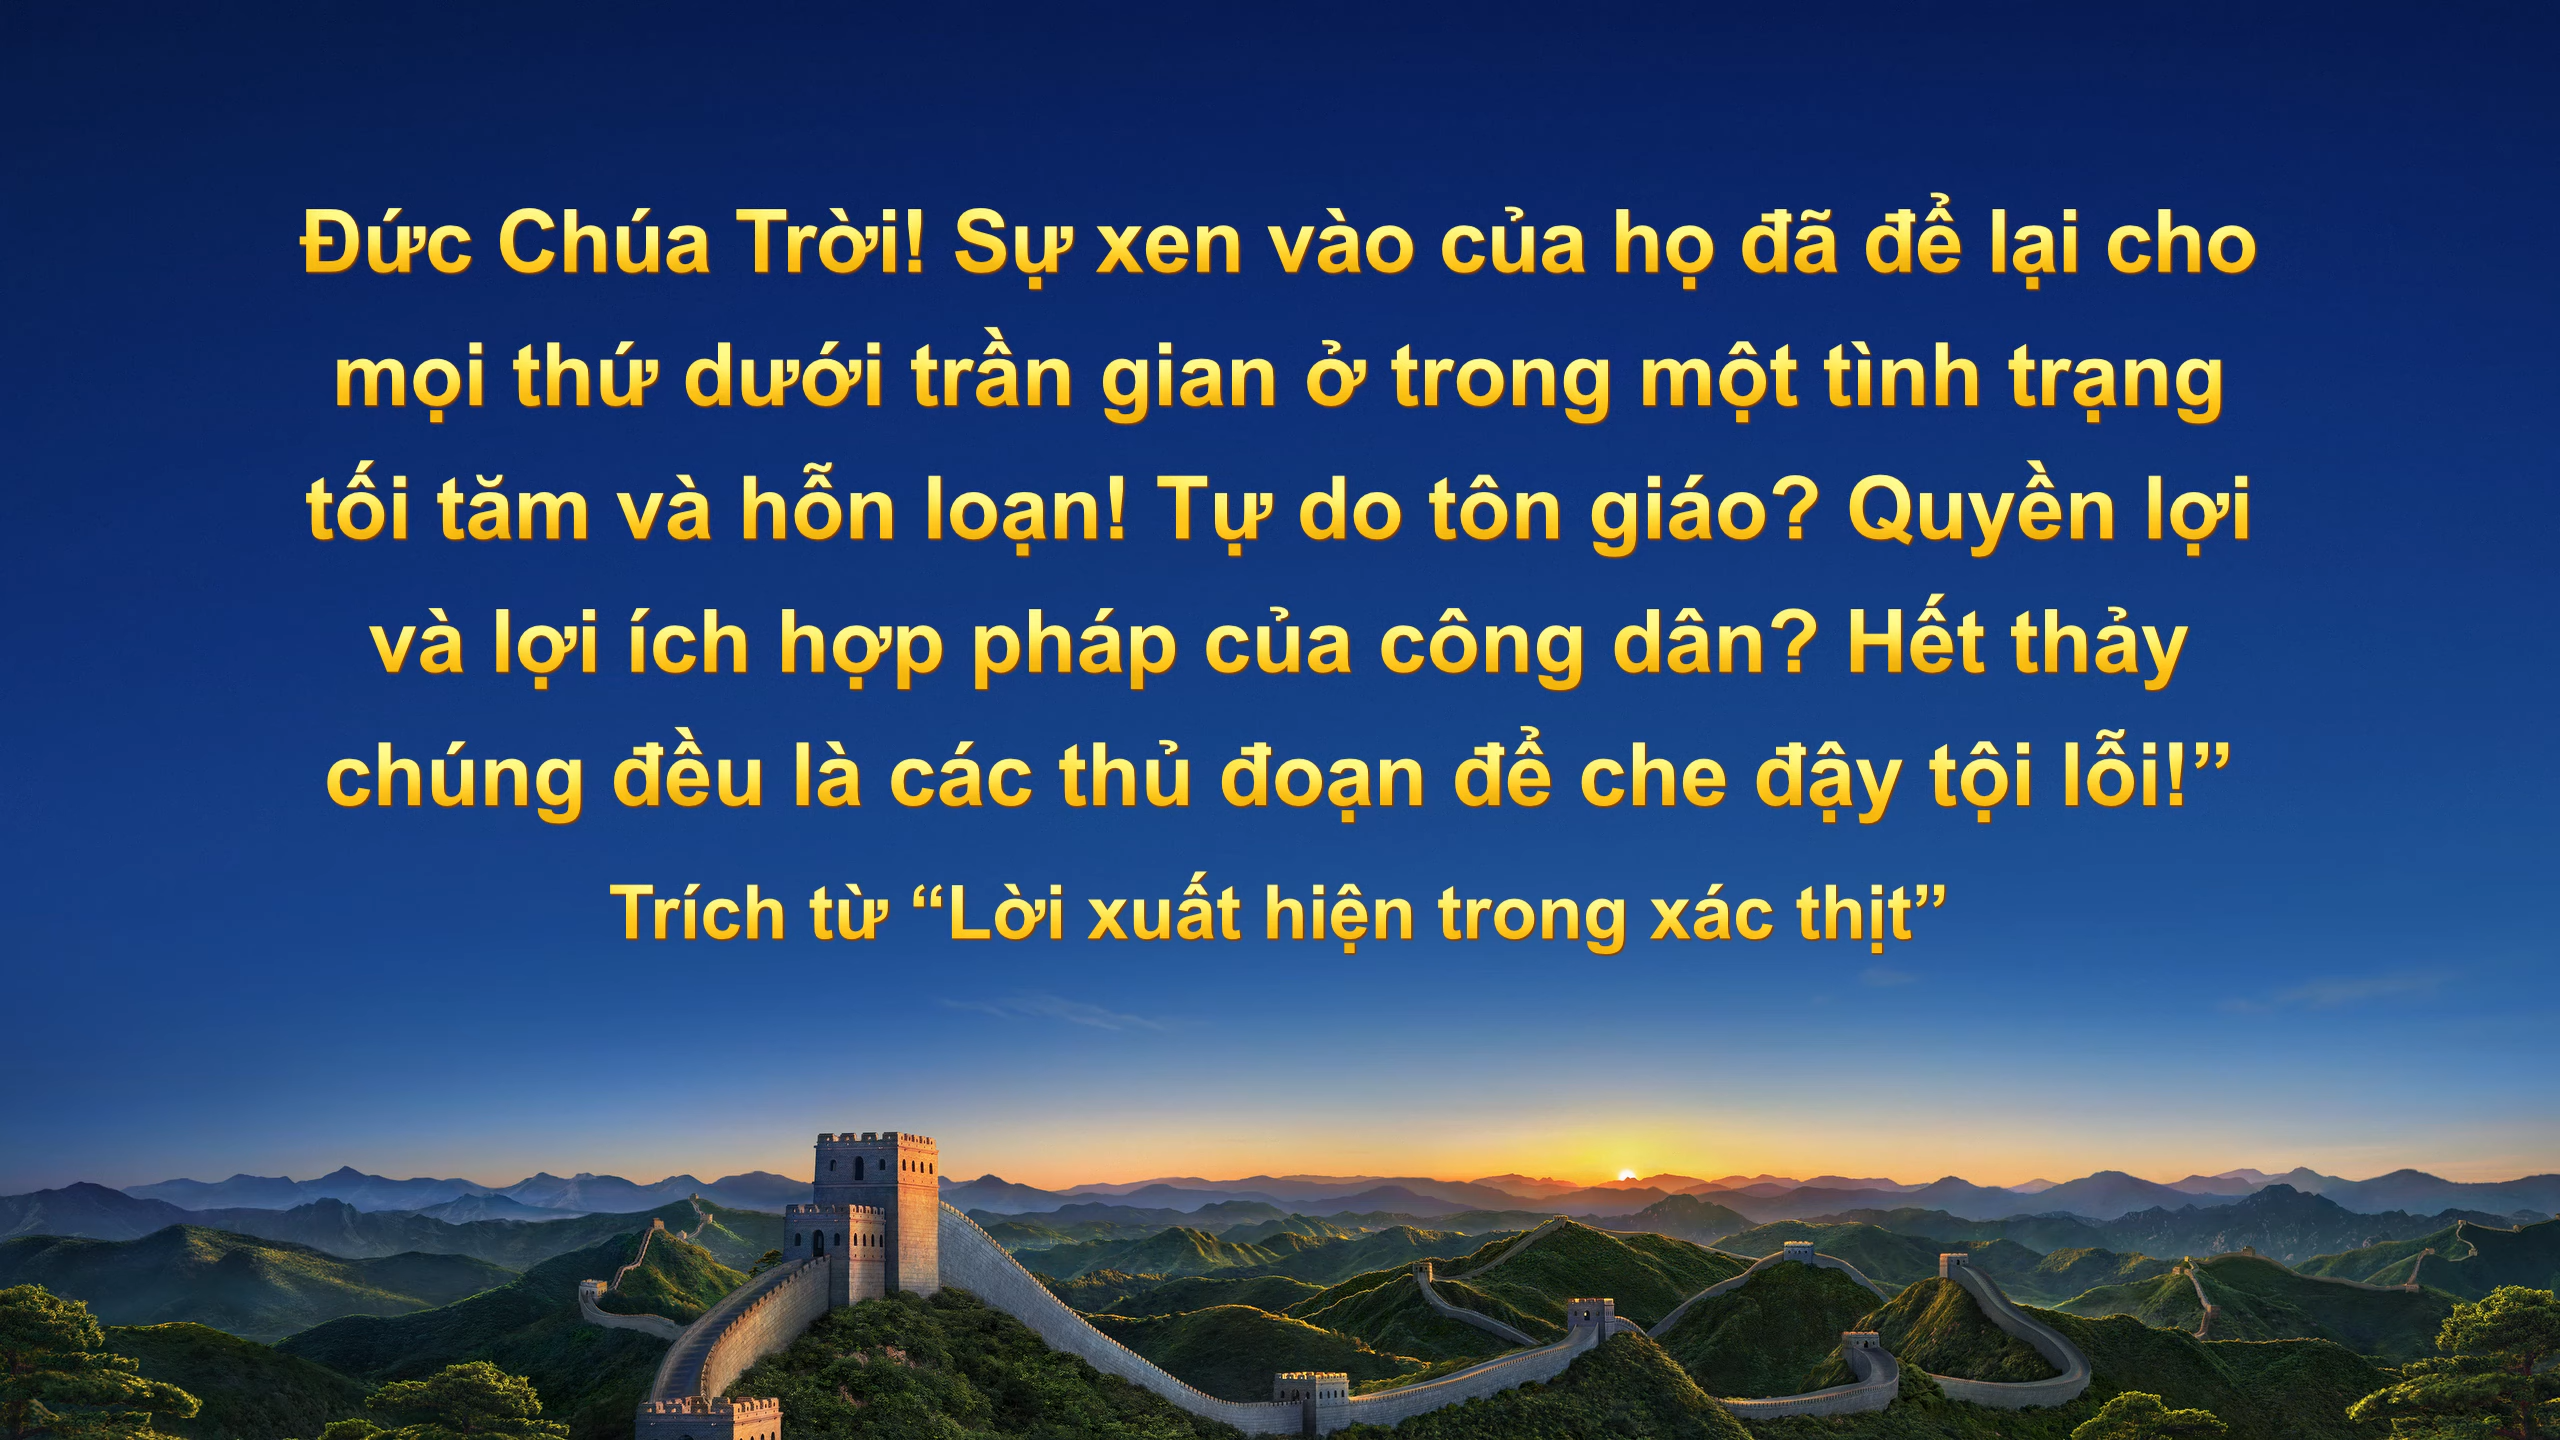 Đức Chúa Trời! Sự xen vào của họ đã để lại cho
mọi thứ dưới trần gian ở trong một tình trạng
tối tăm và hỗn loạn! Tự do tôn giáo? Quyền lợi
và lợi ích hợp pháp của công dân? Hết thảy
chúng đều là các thủ đoạn để che đậy tội lỗi!”
Trích từ “Lời xuất hiện trong xác thịt”